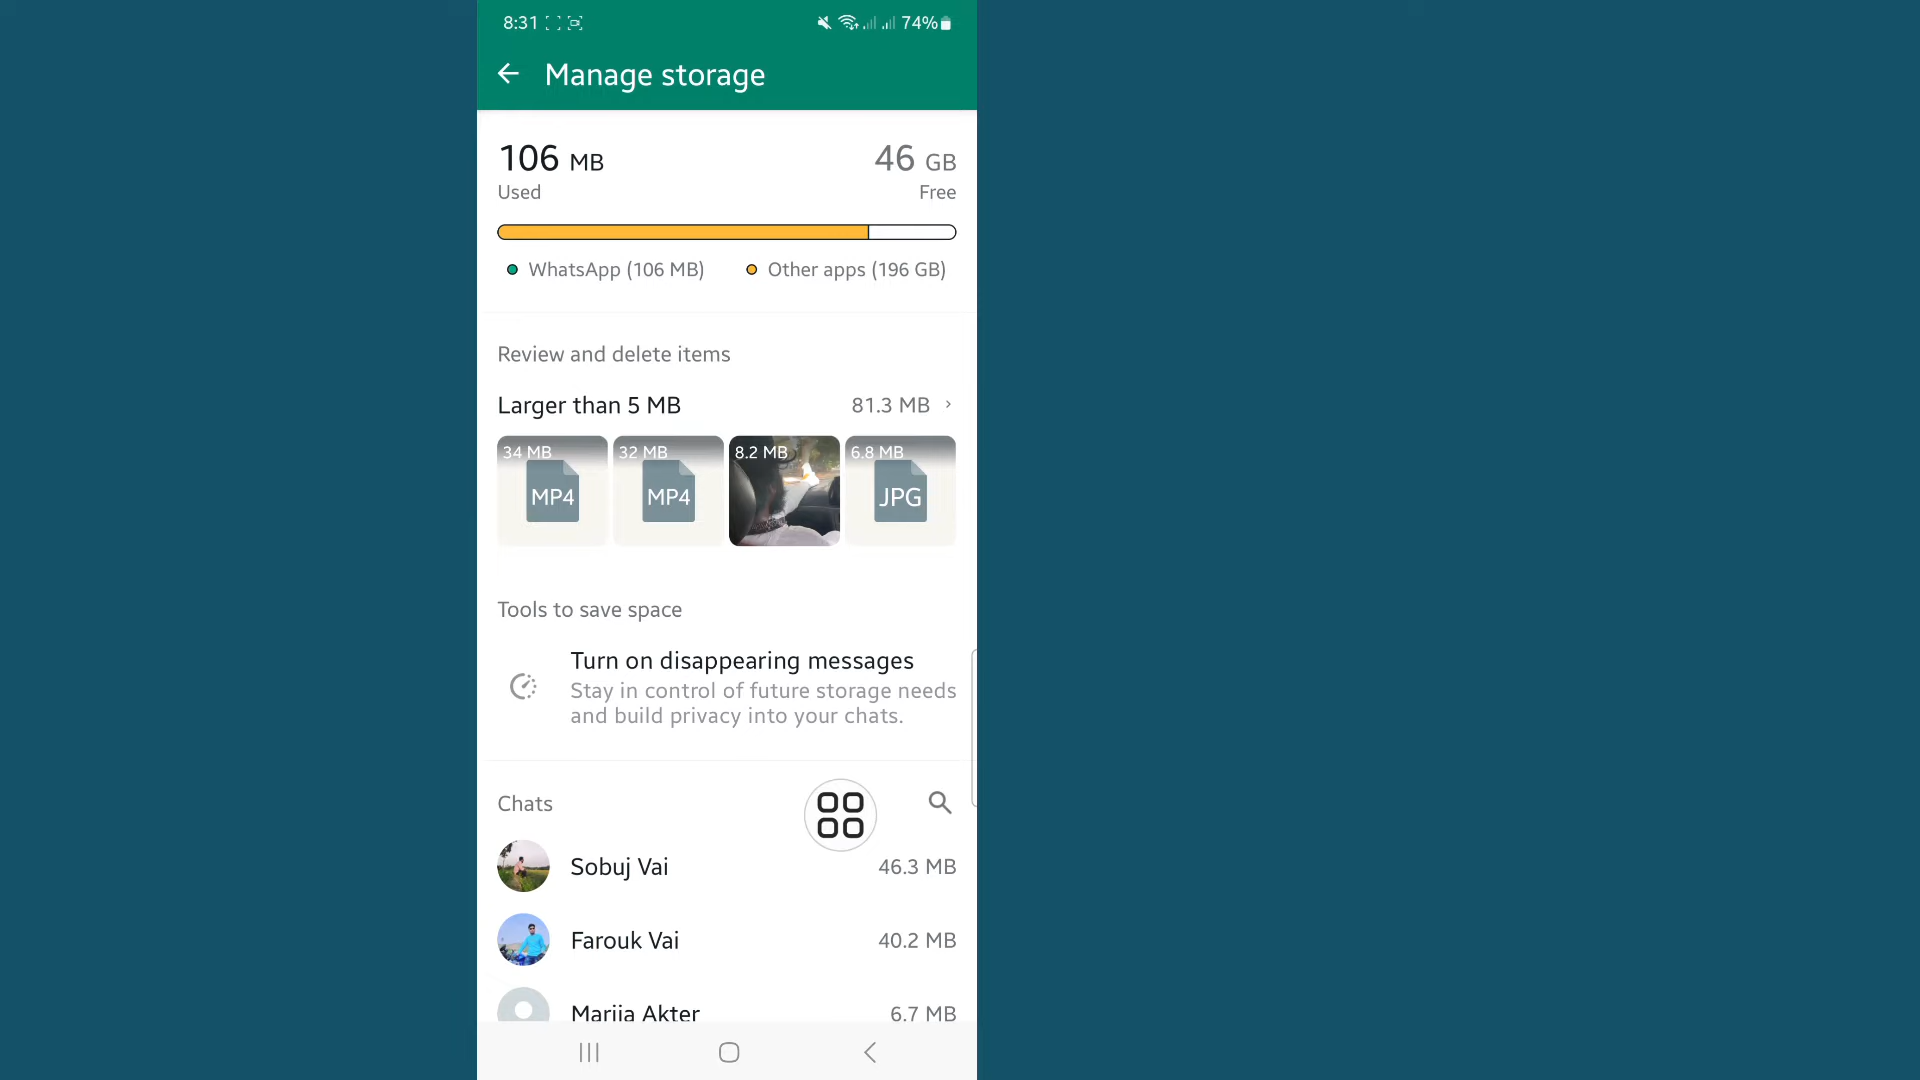 8:31 74%
Manage storage
106 MB 46 GB
Used Free
WhatsApp (106 MB) Other apps (196 GB)
Review and delete items
Larger than 5 MB 81.3 MB
34 MB 32 MB 8.2 MB 6.8 MB
MP4 MP4 JPG
Tools to save space
Turn on disappearing messages
Stay in control of future storage needs
and build privacy into your chats.
Chats
Sobuj Vai 46.3 MB
Farouk Vai 40.2 MB
Mariia Akter 6.7 MB